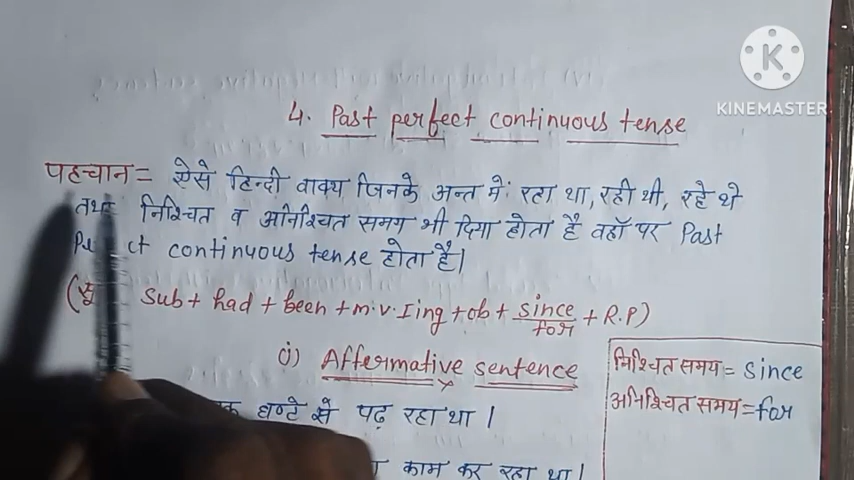 KINEMASTER
4. Past perfect continuous tense
पहचान = ऐसे हिन्दी वाक्य जिनके अन्त में रहा था, रही थी, रहे थे
तथा निश्चित व अनिश्चित समय भी दिया होता है वहाँ पर Past
continuous tense होता है।
Sub + had + been + m.v. Iing + ob + since/for + R.P)
(i) Affermative sentence
निश्चित समय = since
अनिश्चित समय = for
घण्टे से पढ़ रहा था।
काम कर रहा था।